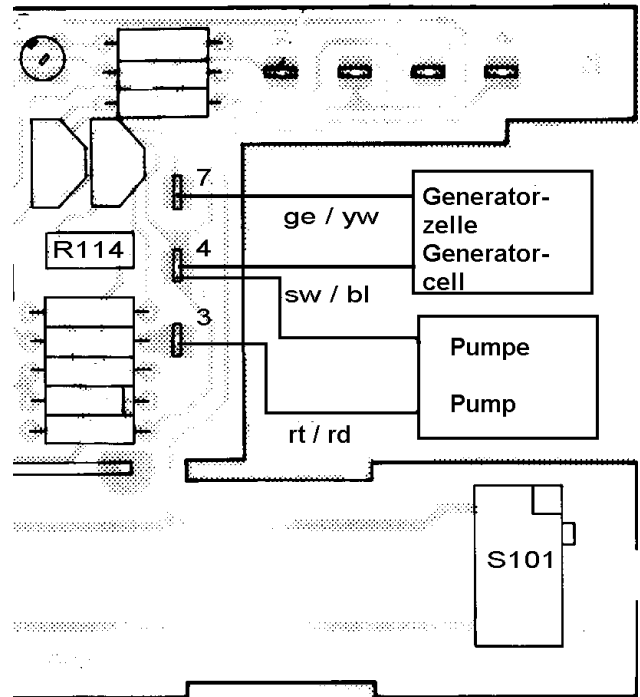 7
ge / yw
Generator-
zelle
Generator-
cell
R114
4
sw / bl
3
Pumpe
Pump
rt / rd
S101